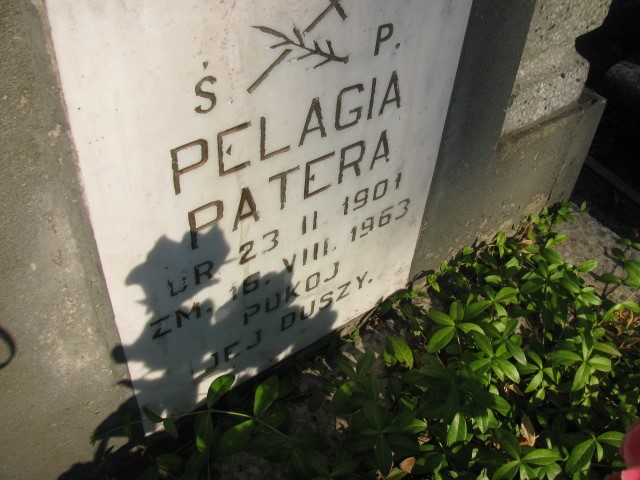 Ś P.
PELAGIA
PATERA
UR 23 II 1901
ZM. 16. VIII. 1963
POKÓJ
JEJ DUSZY.